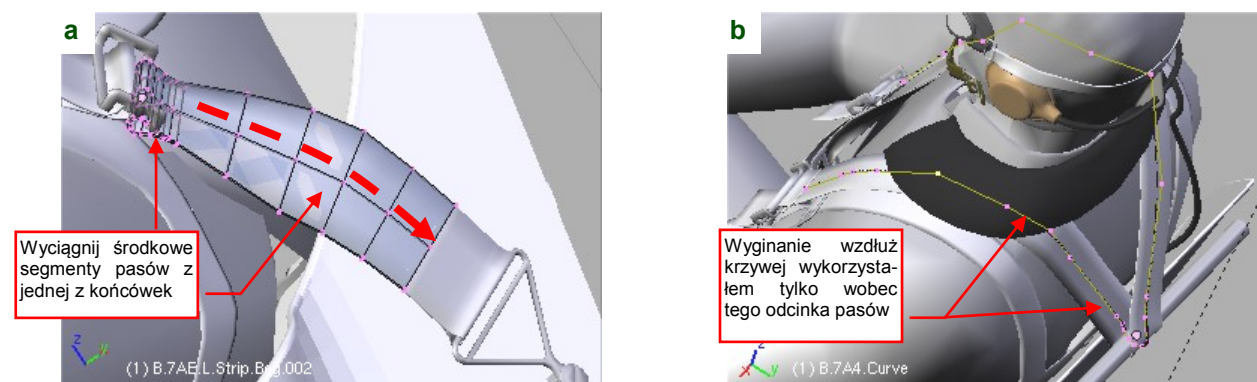 a
Wyciągnij środkowe
segmenty pasów z
jednej z końcówek
z
y
(1) B.7AE.L.Strip.Beg.002
b
Wyginanie wzdłuż
krzywej wykorzysta-
łem tylko wobec
tego odcinka pasów
z
x y
(1) B.7A4.Curve